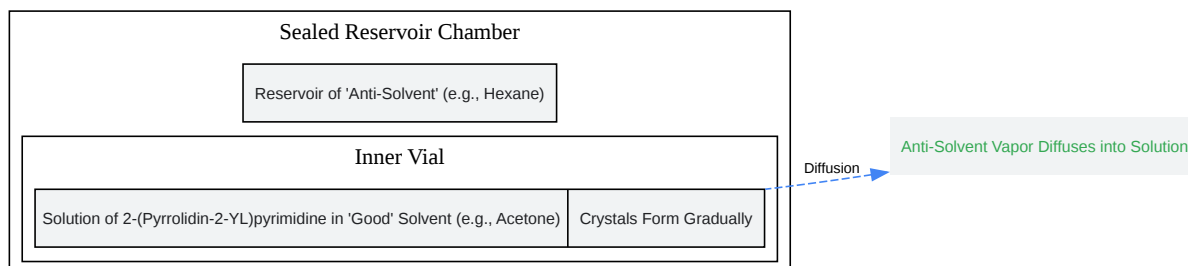 Sealed Reservoir Chamber
Reservoir of 'Anti-Solvent' (e.g., Hexane)
Inner Vial
Solution of 2-(Pyrrolidin-2-YL)pyrimidine in 'Good' Solvent (e.g., Acetone)
Crystals Form Gradually
Diffusion
Anti-Solvent Vapor Diffuses into Solution